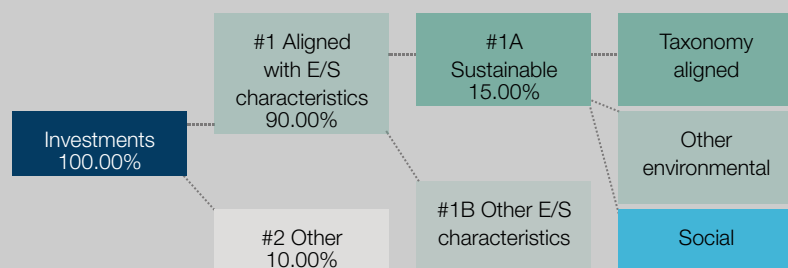 Investments
100.00%
#1 Aligned
with E/S
characteristics
90.00%
#2 Other
10.00%
#1A
Sustainable
15.00%
#1B Other E/S
characteristics
Taxonomy
aligned
Other
environmental
Social